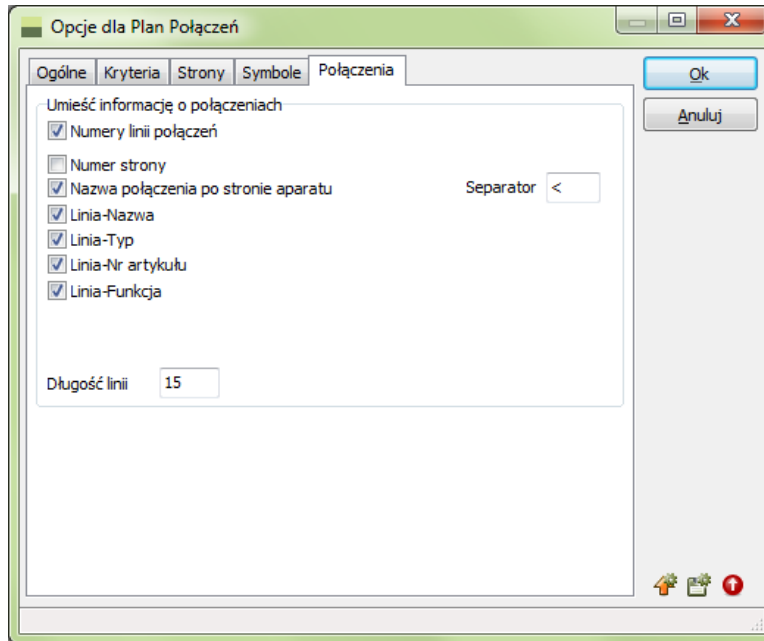 Opcje dla Plan Połączeń
Ogólne Kryteria Strony Symbole Połączenia
Ok
Anuluj
Umieść informację o połączeniach
Numery linii połączeń
Numer strony
Nazwa połączenia po stronie aparatu Separator <
Linia-Nazwa
Linia-Typ
Linia-Nr artykułu
Linia-Funkcja
Długość linii 15